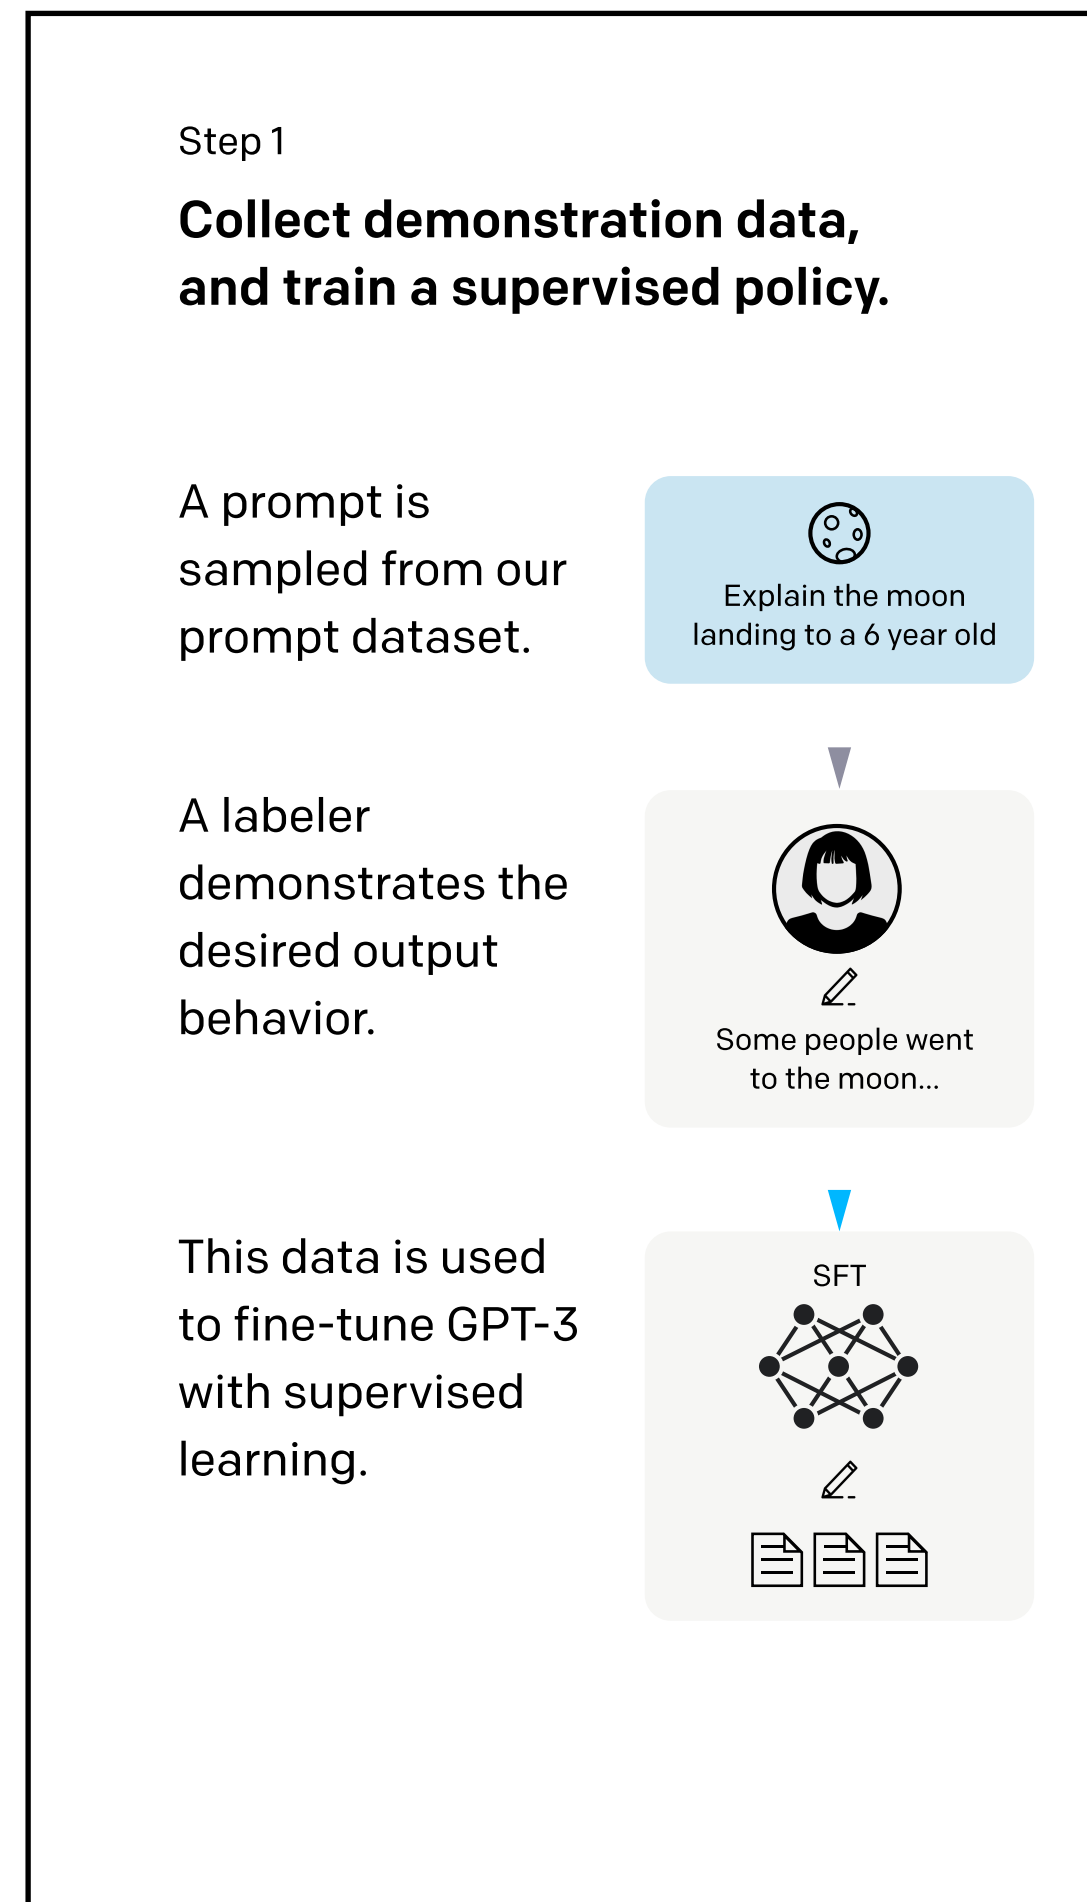 Step 1
Collect demonstration data,
and train a supervised policy.
A prompt is
sampled from our
prompt dataset.
Explain the moon
landing to a 6 year old
A labeler
demonstrates the
desired output
behavior.
Some people went
to the moon...
This data is used
to fine-tune GPT-3
with supervised
learning.
SFT